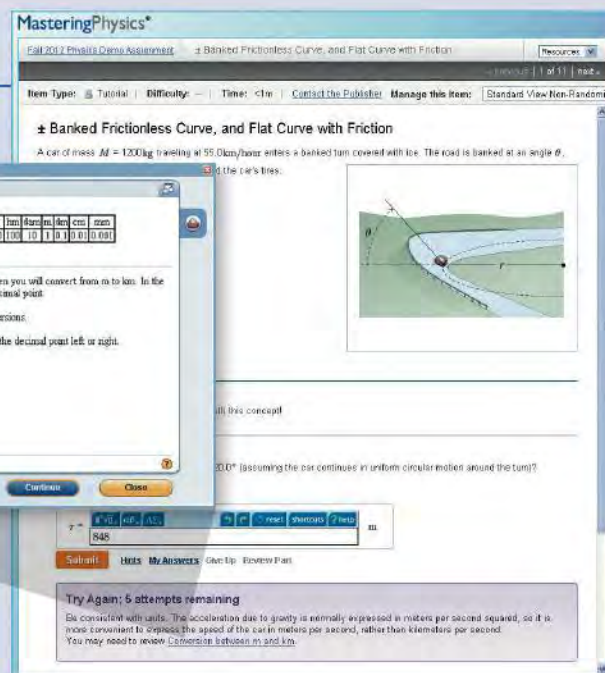 MasteringPhysics®
Fall 2012 Physics Demo Assignment ± Banked Frictionless Curve, and Flat Curve with Friction Resources
« previous | 1 of 11 | next »
Item Type: Tutorial | Difficulty: -- | Time: <1m | Contact the Publisher Manage this Item: Standard View Non-Randomi
± Banked Frictionless Curve, and Flat Curve with Friction
A car of mass M = 1200kg traveling at 55.0km/hour enters a banked turn covered with ice. The road is banked at an angle θ,
d the car's tires.
hm dam m dm cm mm
100 10 1 0.1 0.01 0.001
θ
r
en you will convert from m to km. In the
cimal point.
ersions.
the decimal point left or right.
ith this concept!
20.0° (assuming the car continues in uniform circular motion around the turn)?
Continue Close
reset shortcuts ? help
r = m
848
Submit Hints My Answers Give Up Review Part
Try Again; 5 attempts remaining
Be consistent with units. The acceleration due to gravity is normally expressed in meters per second squared, so it is
more convenient to express the speed of the car in meters per second, rather than kilometers per second.
You may need to review Conversion between m and km.